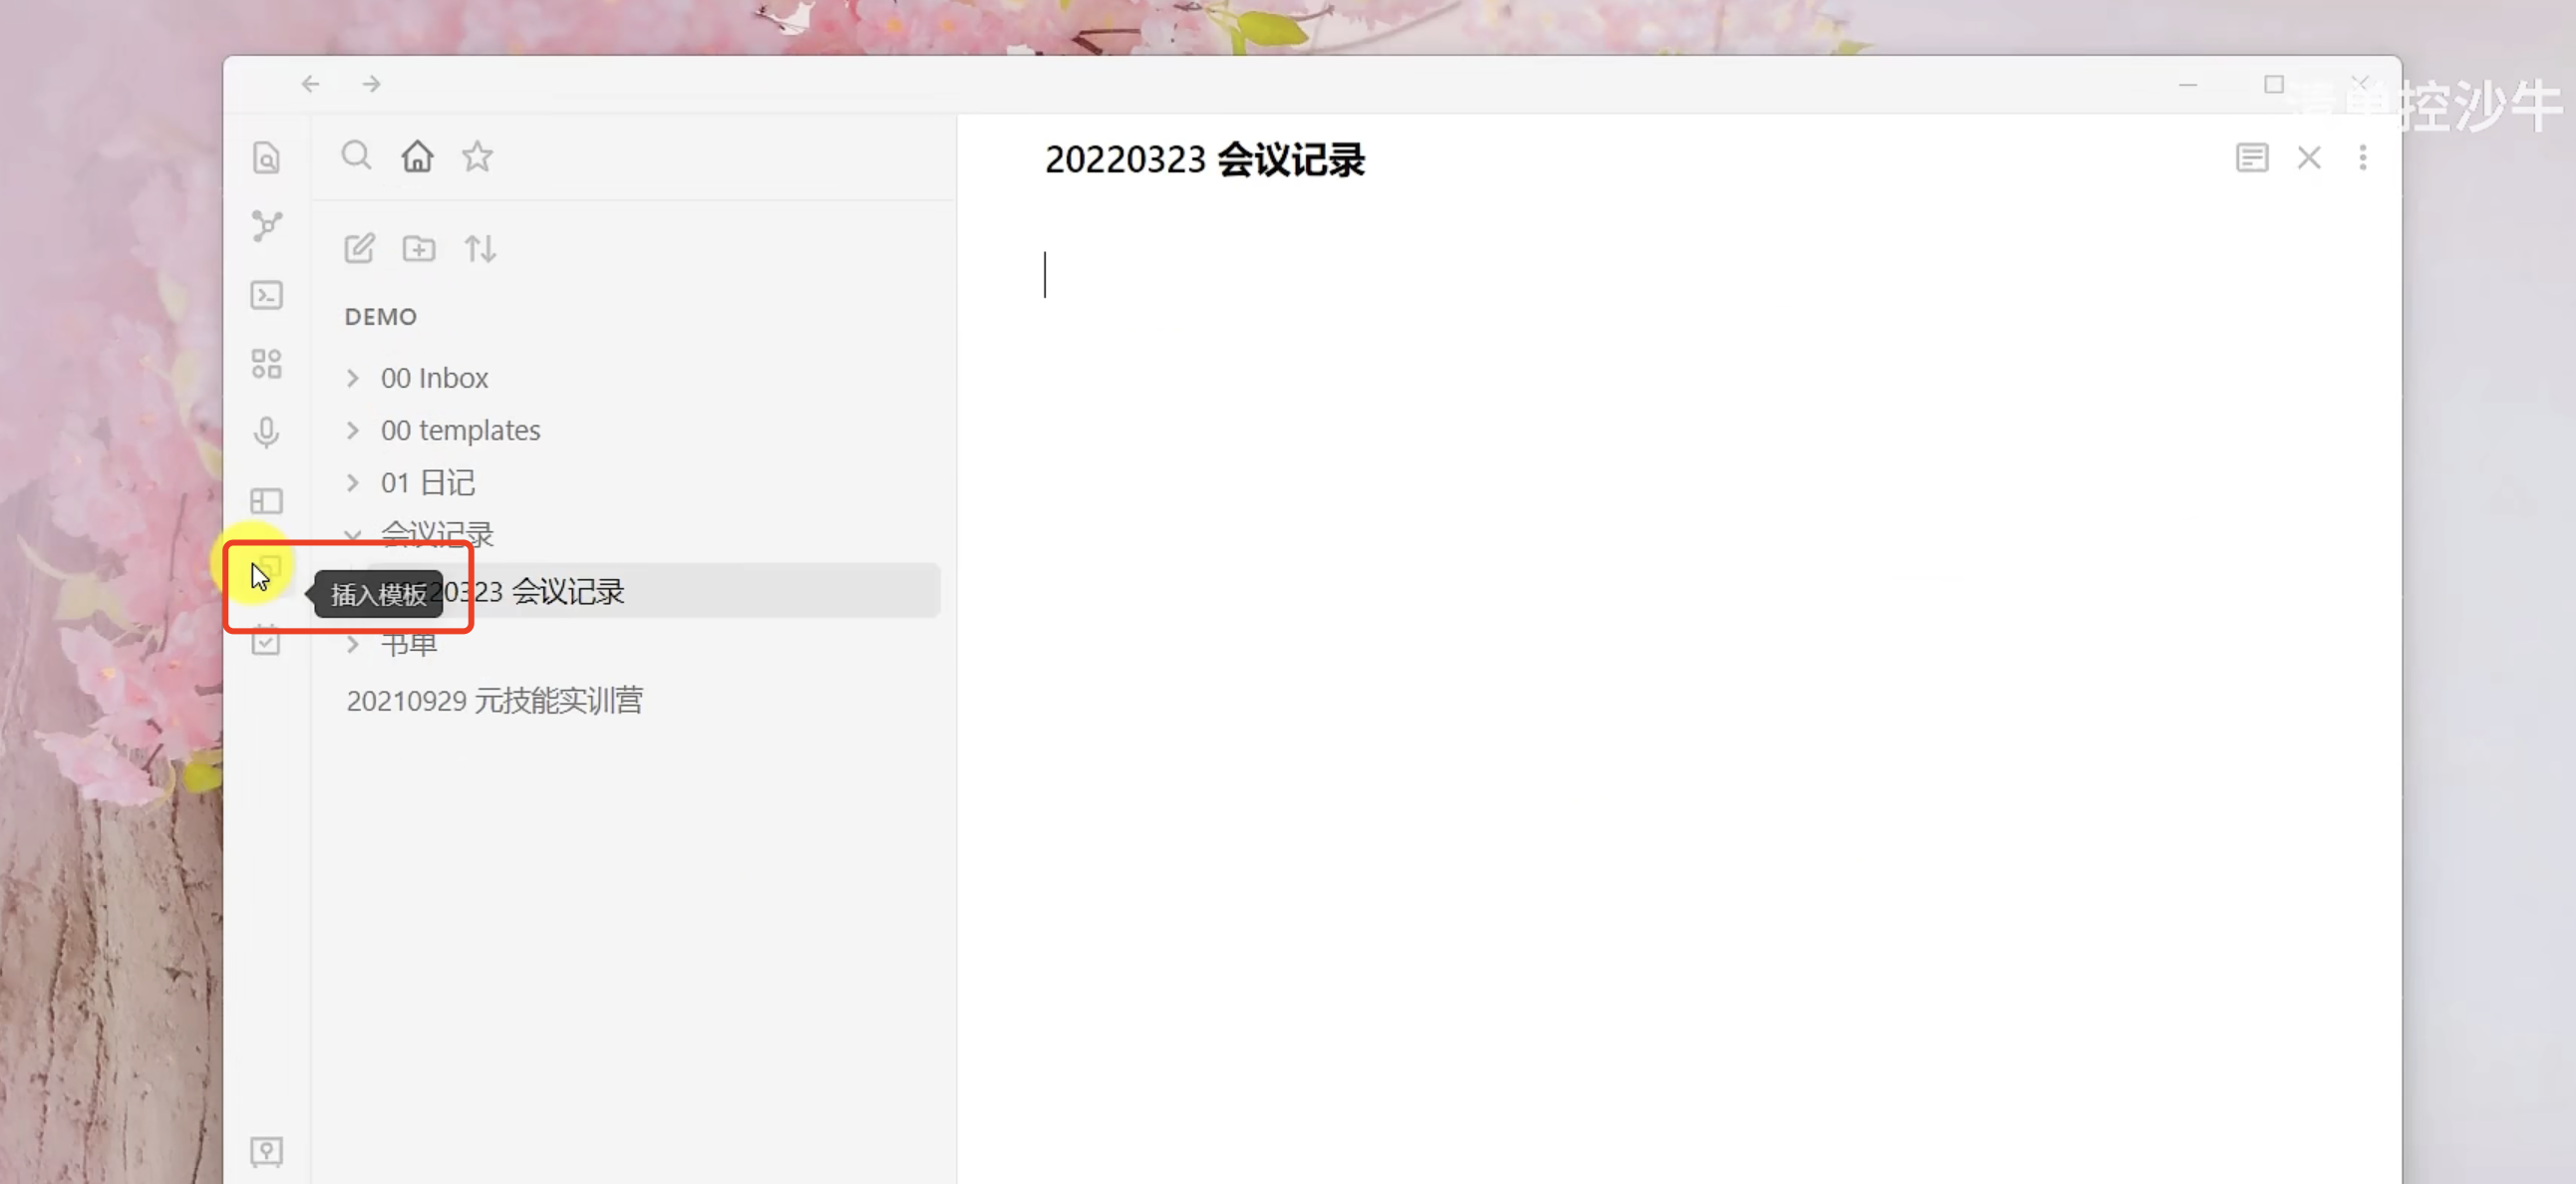 控沙牛
20220323 会议记录
DEMO
00 Inbox
00 templates
01 日记
会议记录
插入模板
20323 会议记录
书单
20210929 元技能实训营